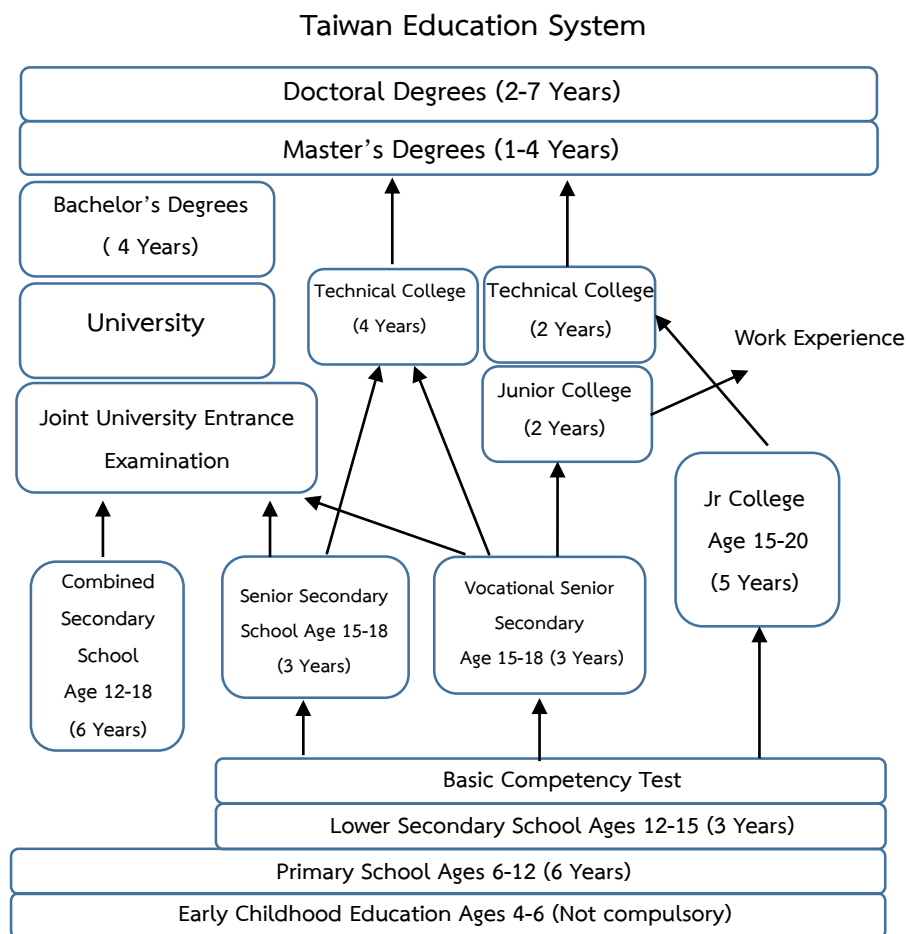 Taiwan Education System
Doctoral Degrees (2-7 Years)
Master's Degrees (1-4 Years)
Bachelor's Degrees
( 4 Years)
University
Joint University Entrance
Examination
Technical College
(4 Years)
Technical College
(2 Years)
Work Experience
Junior College
(2 Years)
Jr College
Age 15-20
(5 Years)
Combined
Secondary
School
Age 12-18
(6 Years)
Senior Secondary
School Age 15-18
(3 Years)
Vocational Senior
Secondary
Age 15-18 (3 Years)
Basic Competency Test
Lower Secondary School Ages 12-15 (3 Years)
Primary School Ages 6-12 (6 Years)
Early Childhood Education Ages 4-6 (Not compulsory)